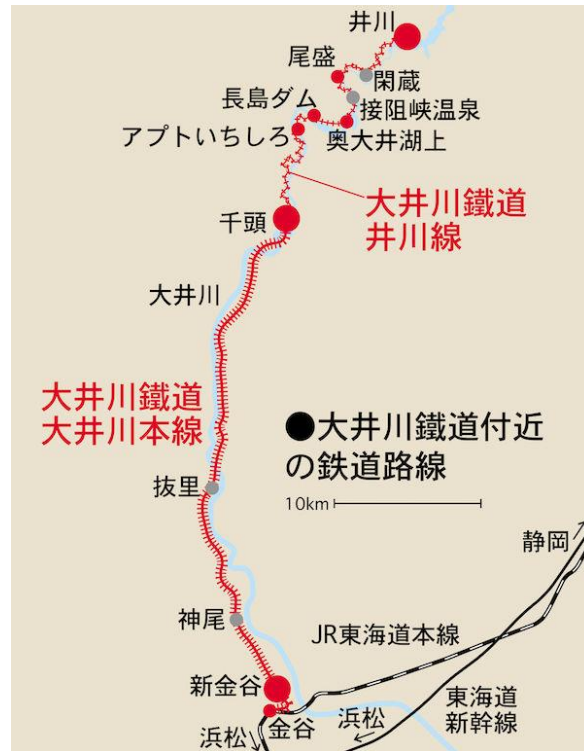 井川
尾盛
閑蔵
接阻峡温泉
長島ダム
アプトいちしろ
奥大井湖上
大井川鐵道
井川線
千頭
大井川
大井川鐵道
大井川本線
●大井川鐵道付近
の鉄道路線
抜里
10km
静岡
神尾
JR東海道本線
新金谷
東海道
新幹線
金谷
浜松
浜松